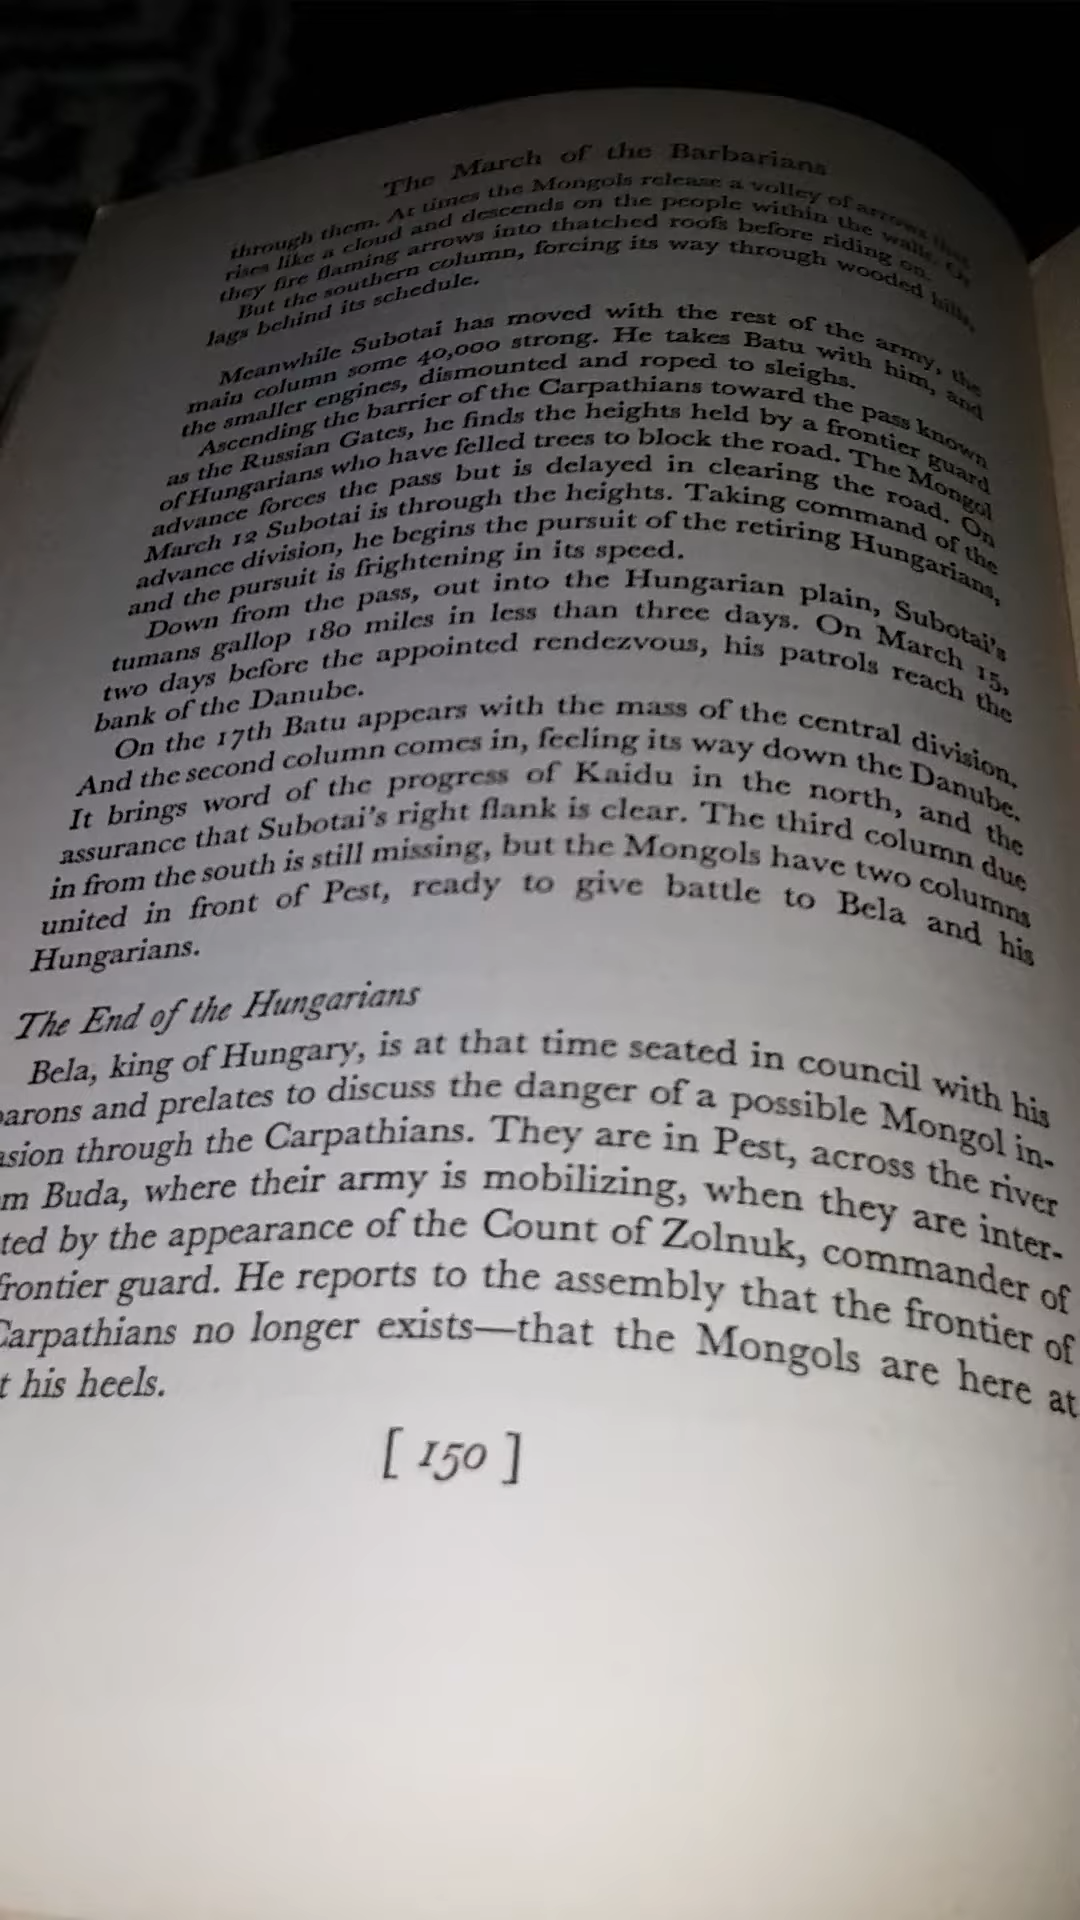 The March of the Barbarians
through them. At times the Mongols release a volley of arrows that
rises like a cloud and descends on the people within the walls. Or
they fire flaming arrows into thatched roofs before riding on.
But the southern column, forcing its way through wooded hills,
lags behind its schedule.
Meanwhile Subotai has moved with the rest of the army, the
main column some 40,000 strong. He takes Batu with him, and
the smaller engines, dismounted and roped to sleighs.
Ascending the barrier of the Carpathians toward the pass known
as the Russian Gates, he finds the heights held by a frontier guard
of Hungarians who have felled trees to block the road. The Mongol
advance forces the pass but is delayed in clearing the road. On
March 12 Subotai is through the heights. Taking command of the
advance division, he begins the pursuit of the retiring Hungarians,
and the pursuit is frightening in its speed.
Down from the pass, out into the Hungarian plain, Subotai's
tumans gallop 180 miles in less than three days. On March 15,
two days before the appointed rendezvous, his patrols reach the
bank of the Danube.
On the 17th Batu appears with the mass of the central division.
And the second column comes in, feeling its way down the Danube.
It brings word of the progress of Kaidu in the north, and the
assurance that Subotai's right flank is clear. The third column due
in from the south is still missing, but the Mongols have two columns
united in front of Pest, ready to give battle to Bela and his
Hungarians.
The End of the Hungarians
Bela, king of Hungary, is at that time seated in council with his
arons and prelates to discuss the danger of a possible Mongol in-
asion through the Carpathians. They are in Pest, across the river
m Buda, where their army is mobilizing, when they are inter-
ted by the appearance of the Count of Zolnuk, commander of
frontier guard. He reports to the assembly that the frontier of
Carpathians no longer exists—that the Mongols are here at
t his heels.
[ 150 ]